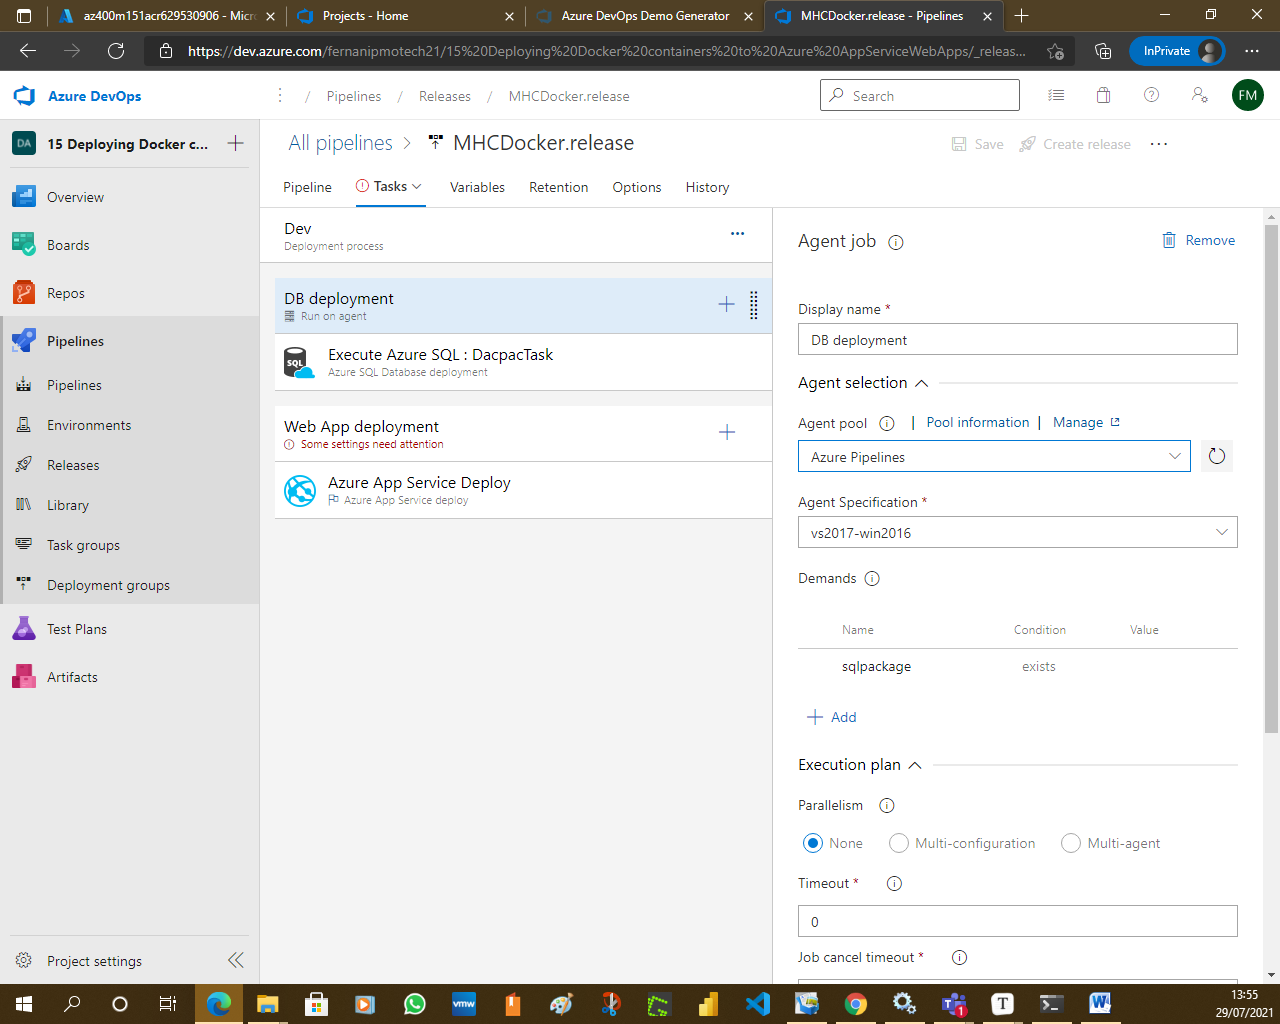 az400m151acr629530906 - Micr
Projects - Home
Azure DevOps Demo Generator
MHCDocker.release - Pipelines
https://dev.azure.com/fernanipmotech21/15%20Deploying%20Docker%20containers%20to%20Azure%20AppServiceWebApps/_releas...
InPrivate
Azure DevOps
/ Pipelines / Releases / MHCDocker.release
Search
FM
DA
15 Deploying Docker c...
Overview
Boards
Repos
Pipelines
Pipelines
Environments
Releases
Library
Task groups
Deployment groups
Test Plans
Artifacts
Project settings
All pipelines > MHCDocker.release
Save
Create release
Pipeline
Tasks
Variables
Retention
Options
History
Dev
Deployment process
DB deployment
Run on agent
SQL
Execute Azure SQL : DacpacTask
Azure SQL Database deployment
Web App deployment
Some settings need attention
Azure App Service Deploy
Azure App Service deploy
Agent job
Remove
Display name *
DB deployment
Agent selection
Agent pool | Pool information | Manage
Azure Pipelines
Agent Specification *
vs2017-win2016
Demands
Name Condition Value
sqlpackage exists
Add
Execution plan
Parallelism
None Multi-configuration Multi-agent
Timeout *
0
Job cancel timeout *
vmw
1
T
13:55
29/07/2021